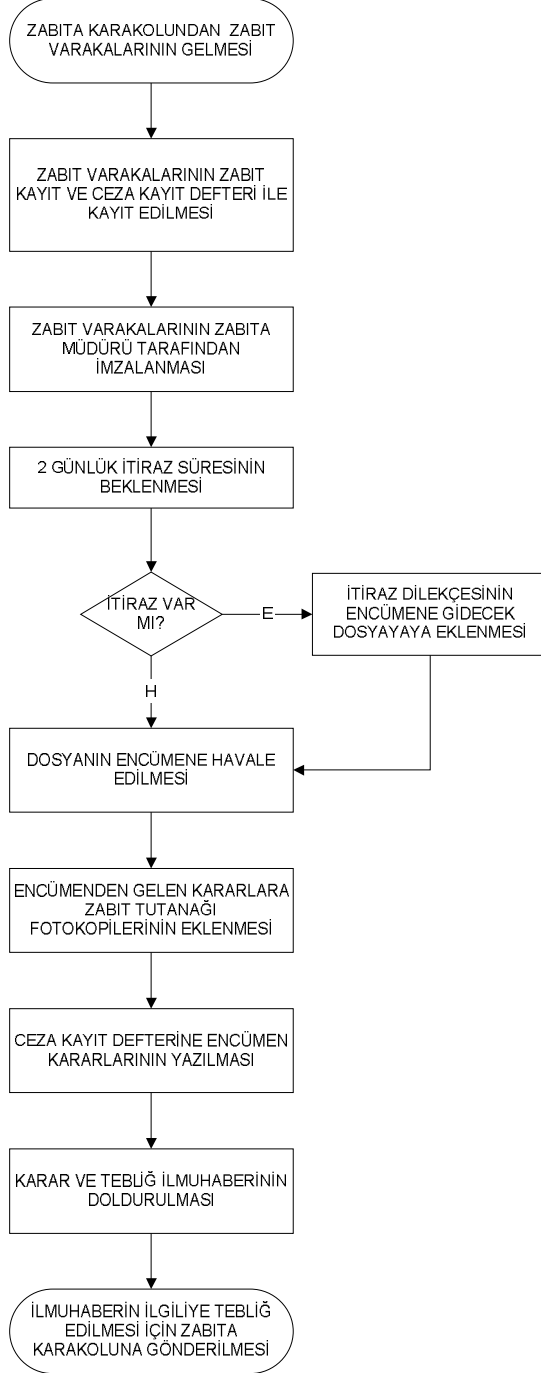 ZABITA KARAKOLUNDAN ZABIT
VARAKALARININ GELMESİ
ZABIT VARAKALARININ ZABIT
KAYIT VE CEZA KAYIT DEFTERİ İLE
KAYIT EDİLMESİ
ZABIT VARAKALARININ ZABITA
MÜDÜRÜ TARAFINDAN
İMZALANMASI
2 GÜNLÜK İTİRAZ SÜRESİNİN
BEKLENMESİ
İTİRAZ VAR
MI?
E
İTİRAZ DİLEKÇESİNİN
ENCÜMENE GİDECEK
DOSYAYAYA EKLENMESİ
H
DOSYANIN ENCÜMENE HAVALE
EDİLMESİ
ENCÜMENDEN GELEN KARARLARA
ZABIT TUTANAĞI
FOTOKOPİLERİNİN EKLENMESİ
CEZA KAYIT DEFTERİNE ENCÜMEN
KARARLARININ YAZILMASI
KARAR VE TEBLİĞ İLMUHABERİNİN
DOLDURULMASI
İLMUHABERİN İLGİLİYE TEBLİĞ
EDİLMESİ İÇİN ZABITA
KARAKOLUNA GÖNDERİLMESİ